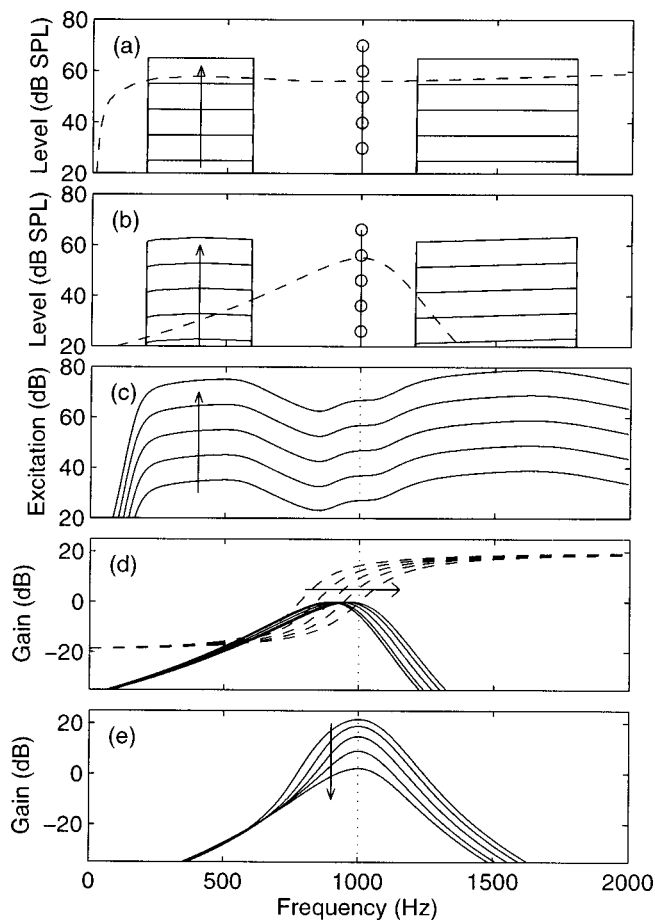 (a)
80
60
40
20
Level (dB SPL)
(b)
80
60
40
20
Level (dB SPL)
(c)
80
60
40
20
Excitation (dB)
(d)
20
0
−20
Gain (dB)
(e)
20
0
−20
Gain (dB)
0 500 1000 1500 2000
Frequency (Hz)